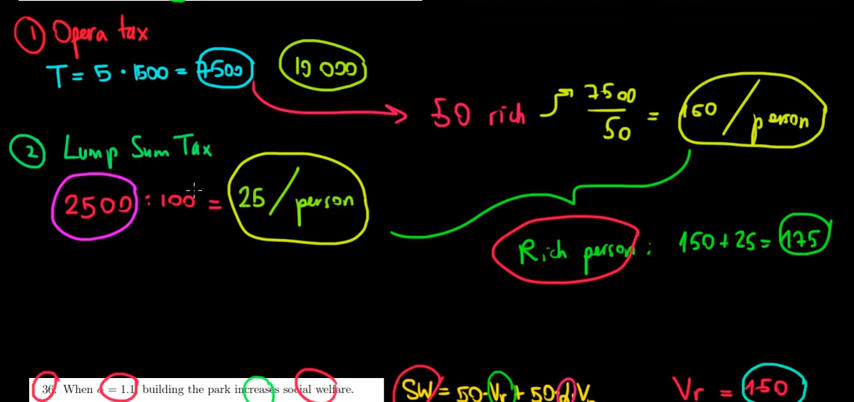 ① Opera tax
T = 5 · 1500 = 7500
10 000
50 rich
7500
50
= 150 / person
② Lump Sum Tax
2500 : 100 = 25 / person
Rich person : 150 + 25 = 175
36. When = 1.1, building the park increases social welfare.
SW = 50 · Vr + 50 ·
Vr = 150